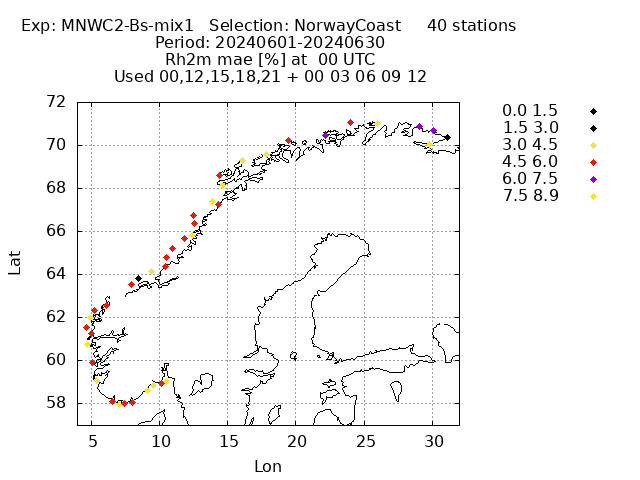 Exp: MNWC2-Bs-mix1   Selection: NorwayCoast     40 stations
Period: 20240601-20240630
Rh2m mae [%] at  00 UTC
Used 00,12,15,18,21 + 00 03 06 09 12
72
70
68
66
64
62
60
58
Lat
5 10 15 20 25 30
Lon
0.0 1.5
1.5 3.0
3.0 4.5
4.5 6.0
6.0 7.5
7.5 8.9